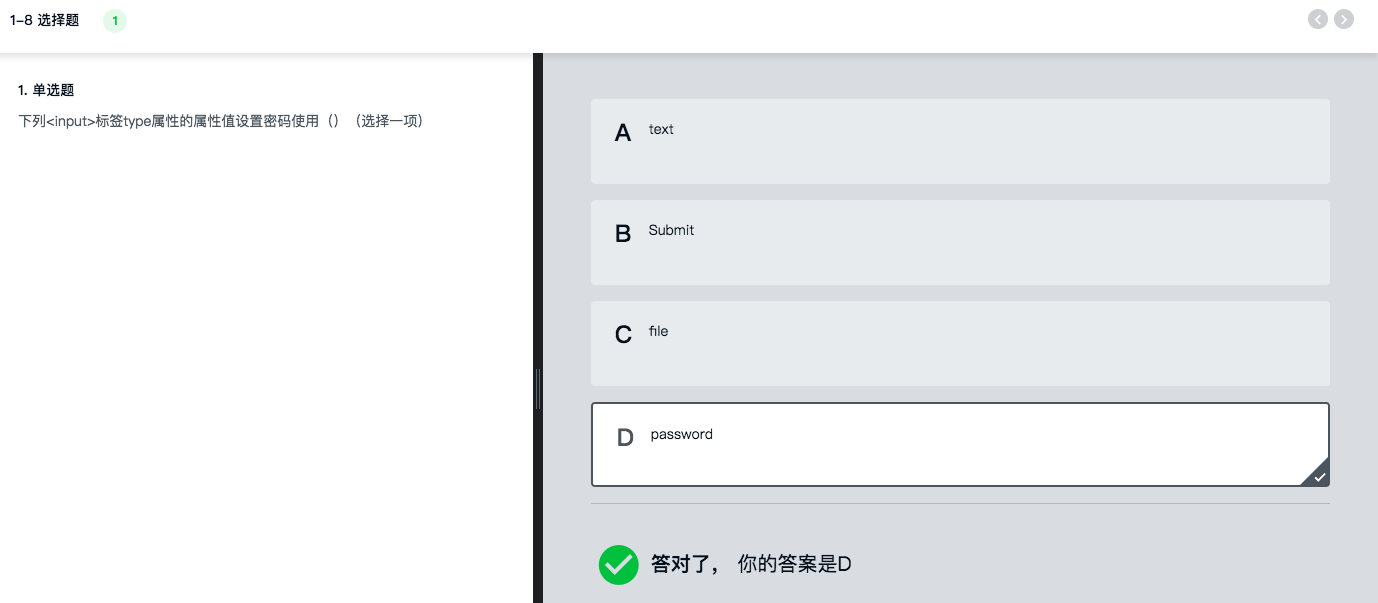 1-8 选择题 1
1. 单选题
下列<input>标签type属性的属性值设置密码使用（）（选择一项）
A text
B Submit
C file
D password
答对了， 你的答案是D